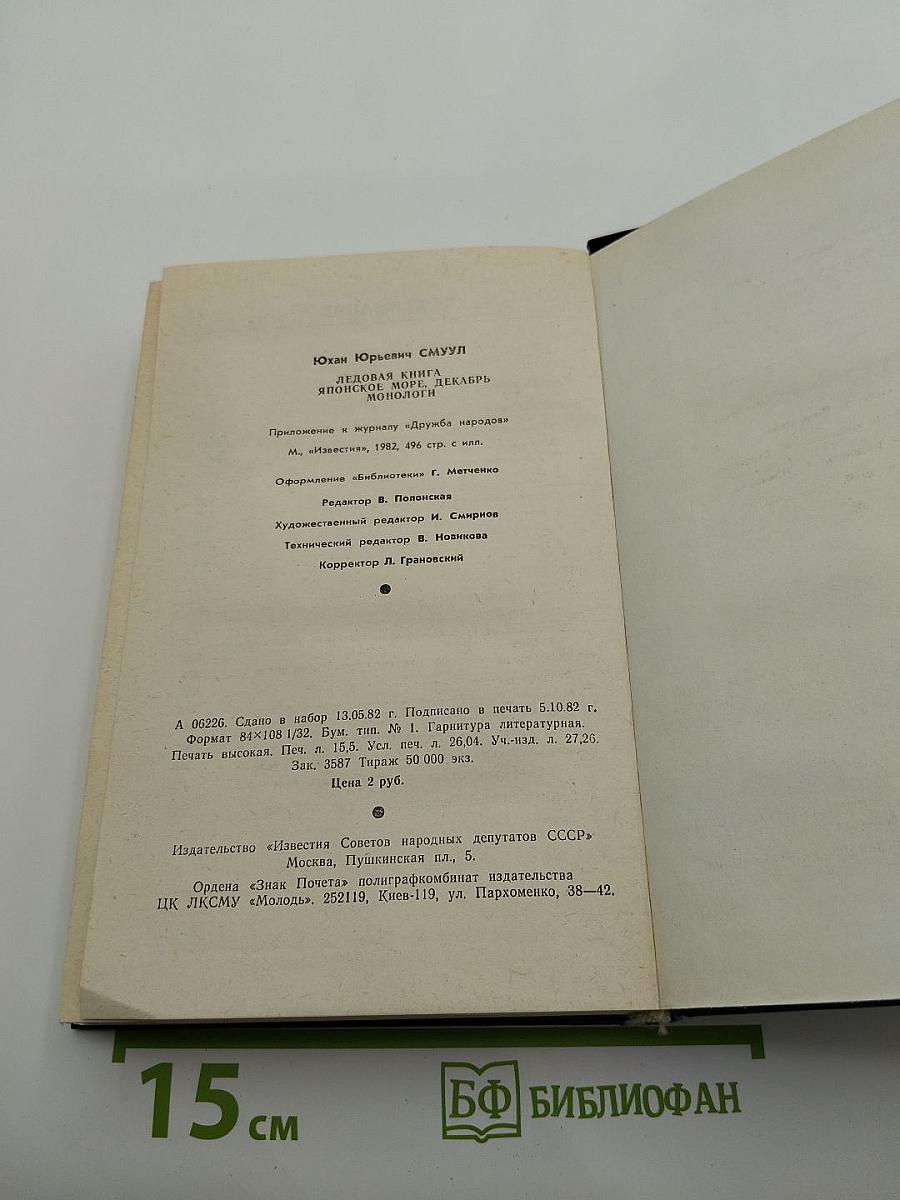 Юхан Юрьевич СМУУЛ
ЛЕДОВАЯ КНИГА
ЯПОНСКОЕ МОРЕ, ДЕКАБРЬ
МОНОЛОГИ
Приложение к журналу «Дружба народов»
М., «Известия», 1982, 496 стр. с илл.
Оформление «Библиотеки» Г. Метченко
Редактор В. Полонская
Художественный редактор И. Смирнов
Технический редактор В. Новикова
Корректор Л. Грановский
А 06226. Сдано в набор 13.05.82 г. Подписано в печать 5.10.82 г.
Формат 84×108 1/32. Бум. тип. № 1. Гарнитура литературная.
Печать высокая. Печ. л. 15,5. Усл. печ. л. 26,04. Уч.-изд. л. 27,26.
Зак. 3587 Тираж 50 000 экз.
Цена 2 руб.
Издательство «Известия Советов народных депутатов СССР»
Москва, Пушкинская пл., 5.
Ордена «Знак Почета» полиграфкомбинат издательства
ЦК ЛКСМУ «Молодь». 252119, Киев-119, ул. Пархоменко, 38—42.
15 см
БФ БИБЛИОФАН